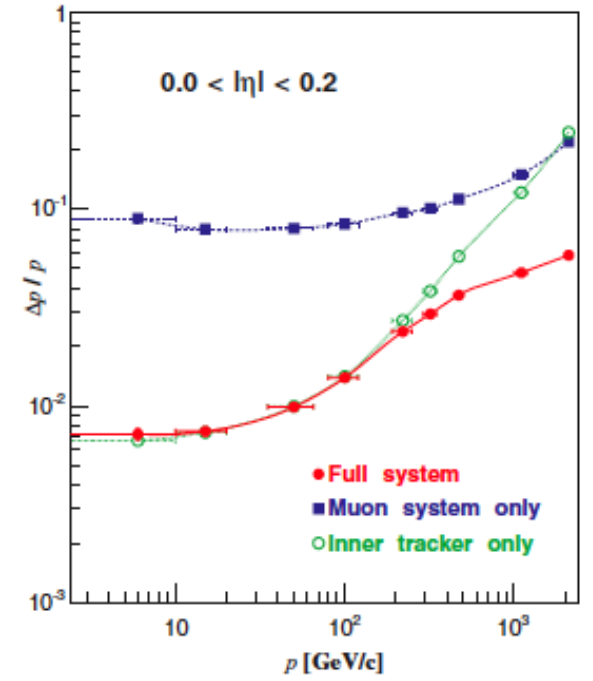 1
0.0 < |η| < 0.2
10-1
Δp / p
10-2
Full system
Muon system only
Inner tracker only
10-3
10
102
103
p [GeV/c]